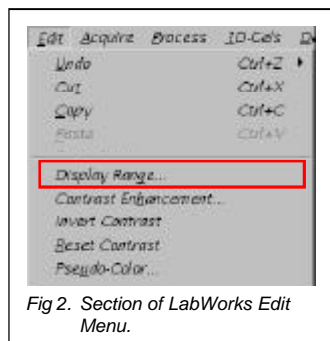 Edit Acquire Process 1D-Gels D
Undo Ctrl+Z
Cut Ctrl+X
Copy Ctrl+C
Paste Ctrl+V
Display Range...
Contrast Enhancement...
Invert Contrast
Reset Contrast
Pseudo-Color...
Fig 2. Section of LabWorks Edit
Menu.